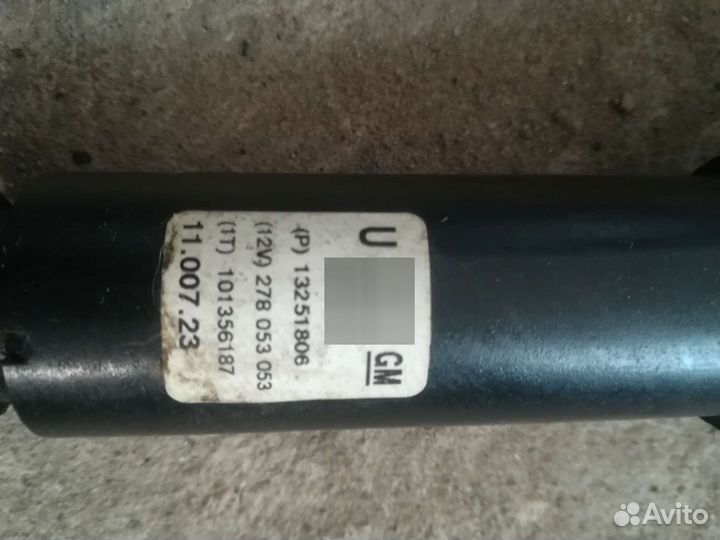 U
GM
(P) 13251806
(12V) 278 053 053
(1T) 101356187
11.007.23
Avito